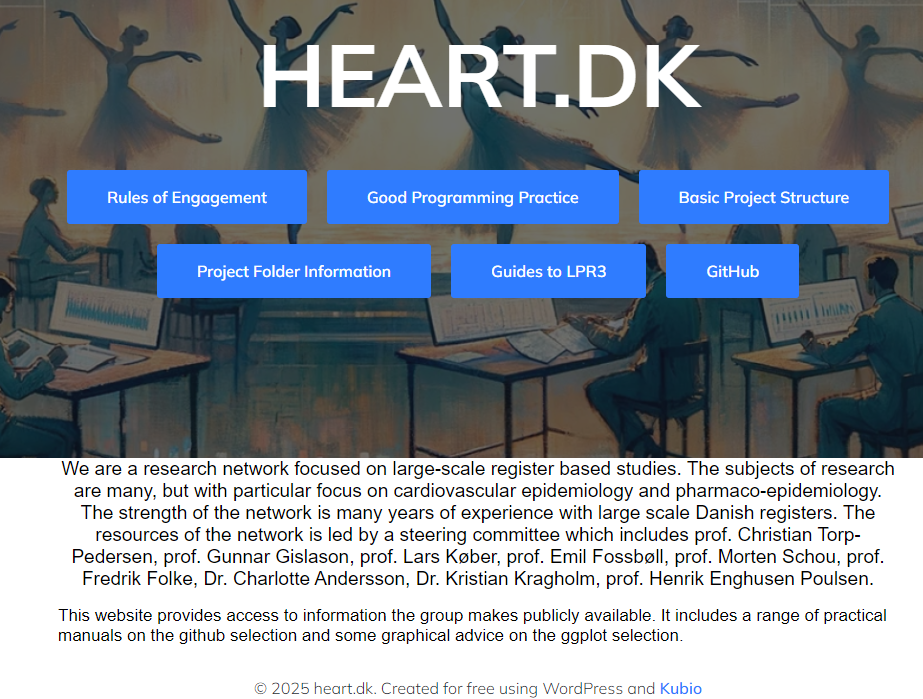 HEART.DK
Rules of Engagement
Good Programming Practice
Basic Project Structure
Project Folder Information
Guides to LPR3
GitHub
We are a research network focused on large-scale register based studies. The subjects of research
are many, but with particular focus on cardiovascular epidemiology and pharmaco-epidemiology.
The strength of the network is many years of experience with large scale Danish registers. The
resources of the network is led by a steering committee which includes prof. Christian Torp-
Pedersen, prof. Gunnar Gislason, prof. Lars Køber, prof. Emil Fossbøll, prof. Morten Schou, prof.
Fredrik Folke, Dr. Charlotte Andersson, Dr. Kristian Kragholm, prof. Henrik Enghusen Poulsen.
This website provides access to information the group makes publicly available. It includes a range of practical
manuals on the github selection and some graphical advice on the ggplot selection.
© 2025 heart.dk. Created for free using WordPress and Kubio